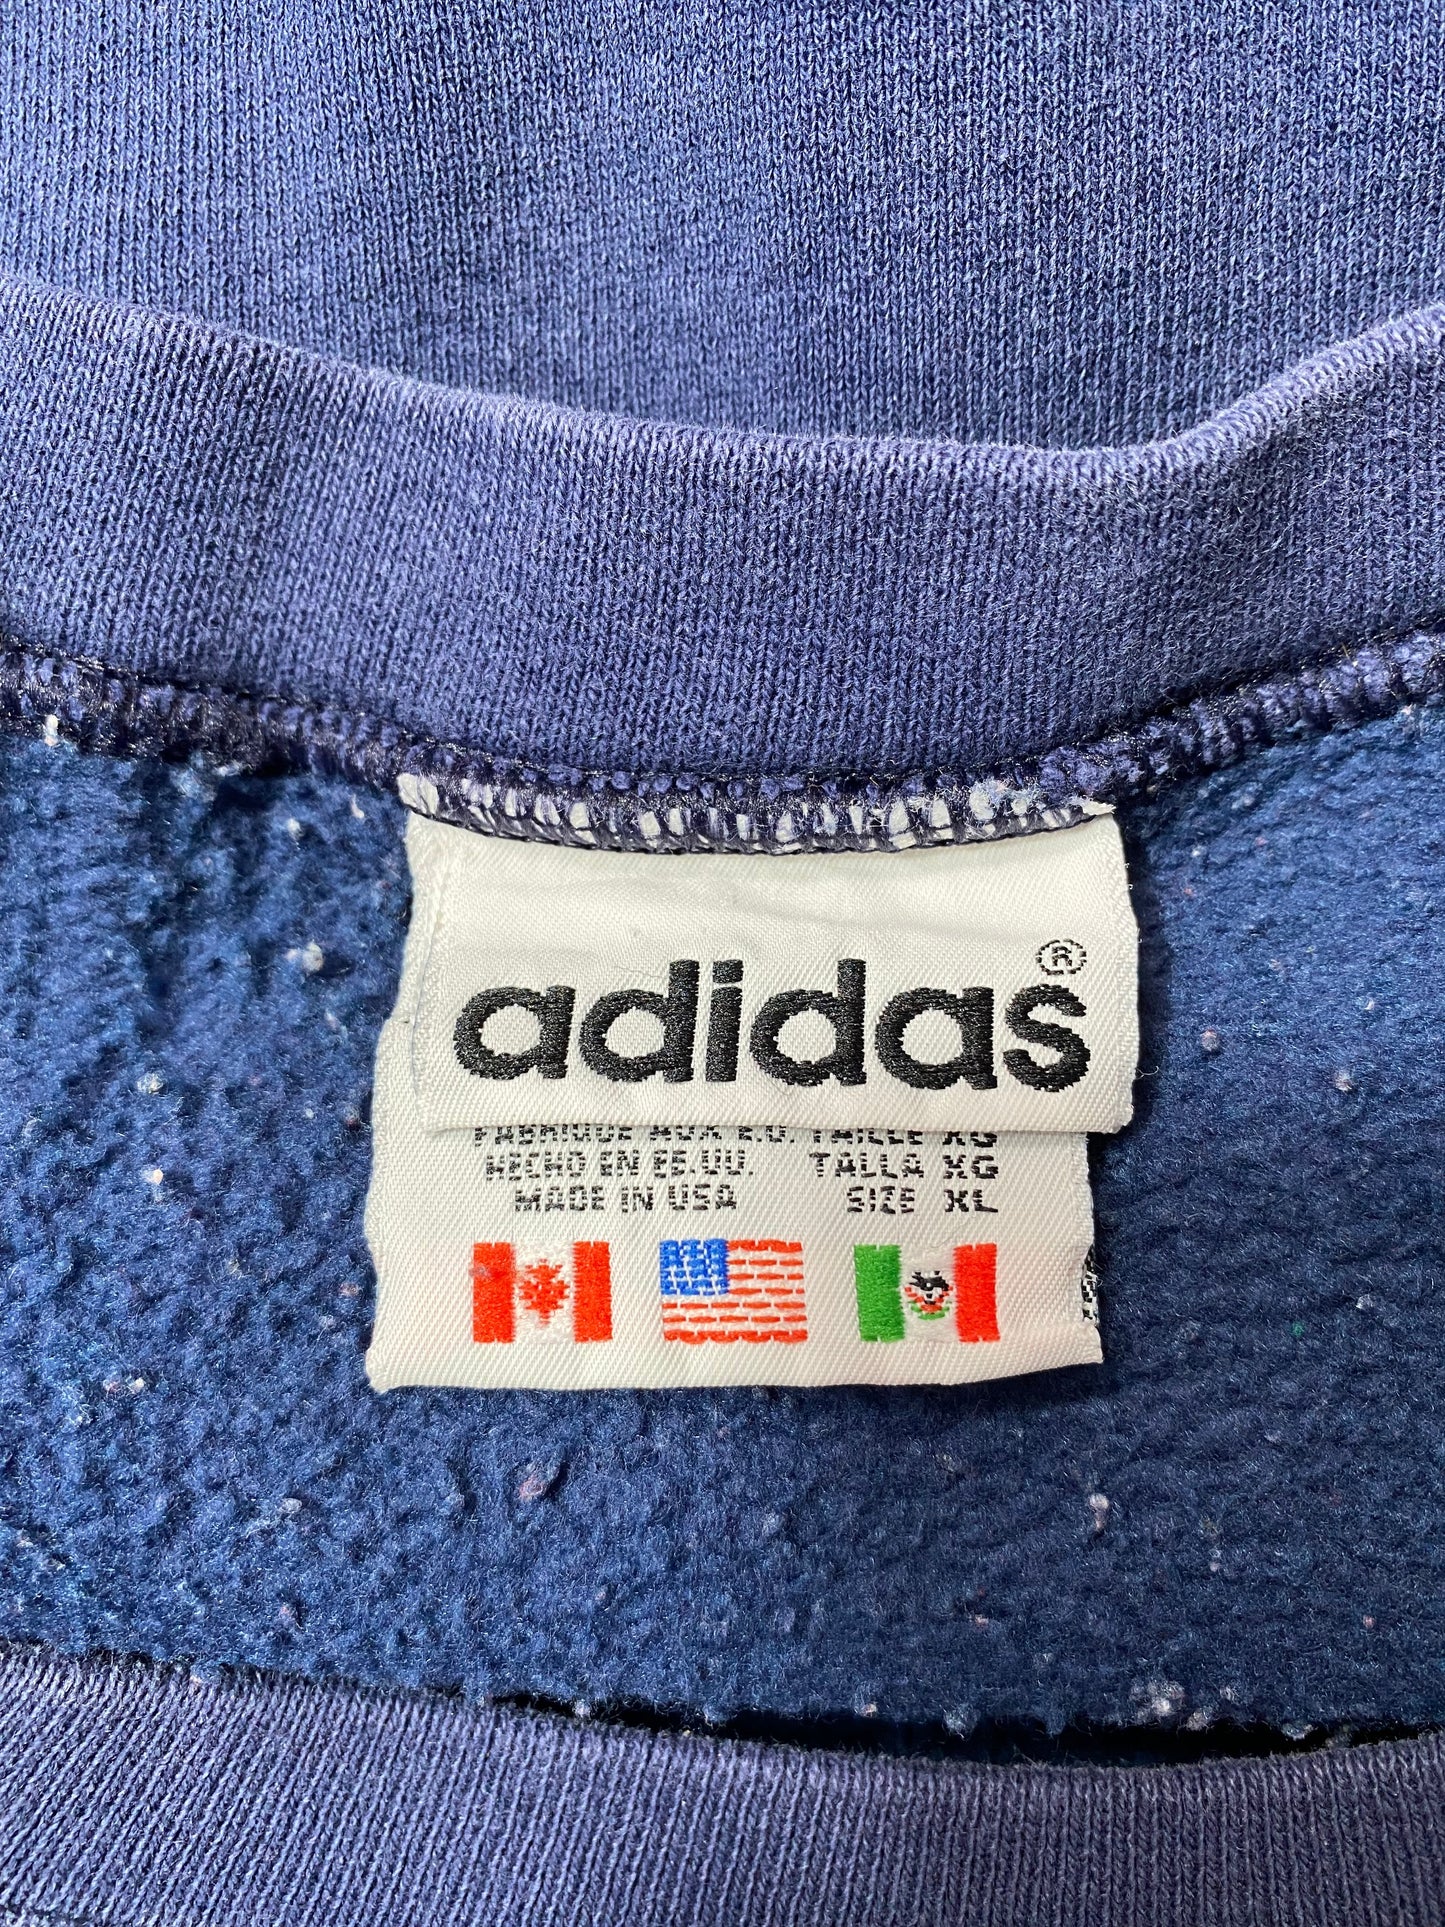 adidas®
FABRIQUE AUX E.U. TAILLE XG
HECHO EN EE.UU. TALLA XG
MADE IN USA SIZE XL